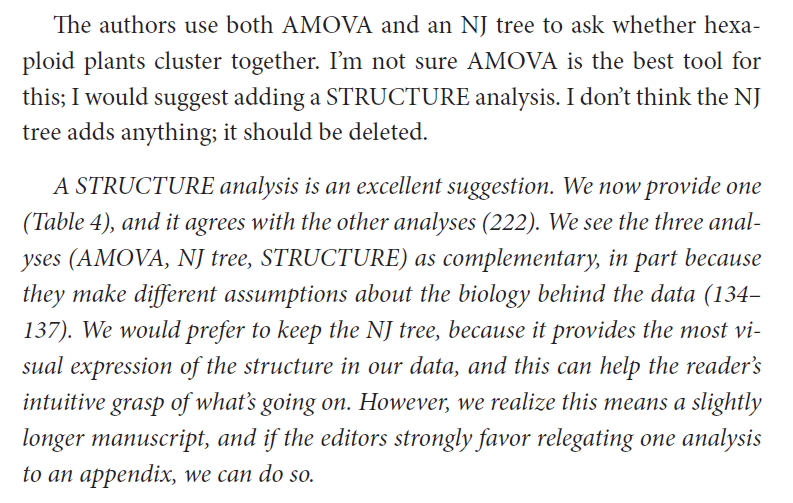 The authors use both AMOVA and an NJ tree to ask whether hexa-
ploid plants cluster together. I’m not sure AMOVA is the best tool for
this; I would suggest adding a STRUCTURE analysis. I don’t think the NJ
tree adds anything; it should be deleted.
A STRUCTURE analysis is an excellent suggestion. We now provide one
(Table 4), and it agrees with the other analyses (222). We see the three anal-
yses (AMOVA, NJ tree, STRUCTURE) as complementary, in part because
they make different assumptions about the biology behind the data (134–
137). We would prefer to keep the NJ tree, because it provides the most vi-
sual expression of the structure in our data, and this can help the reader’s
intuitive grasp of what’s going on. However, we realize this means a slightly
longer manuscript, and if the editors strongly favor relegating one analysis
to an appendix, we can do so.